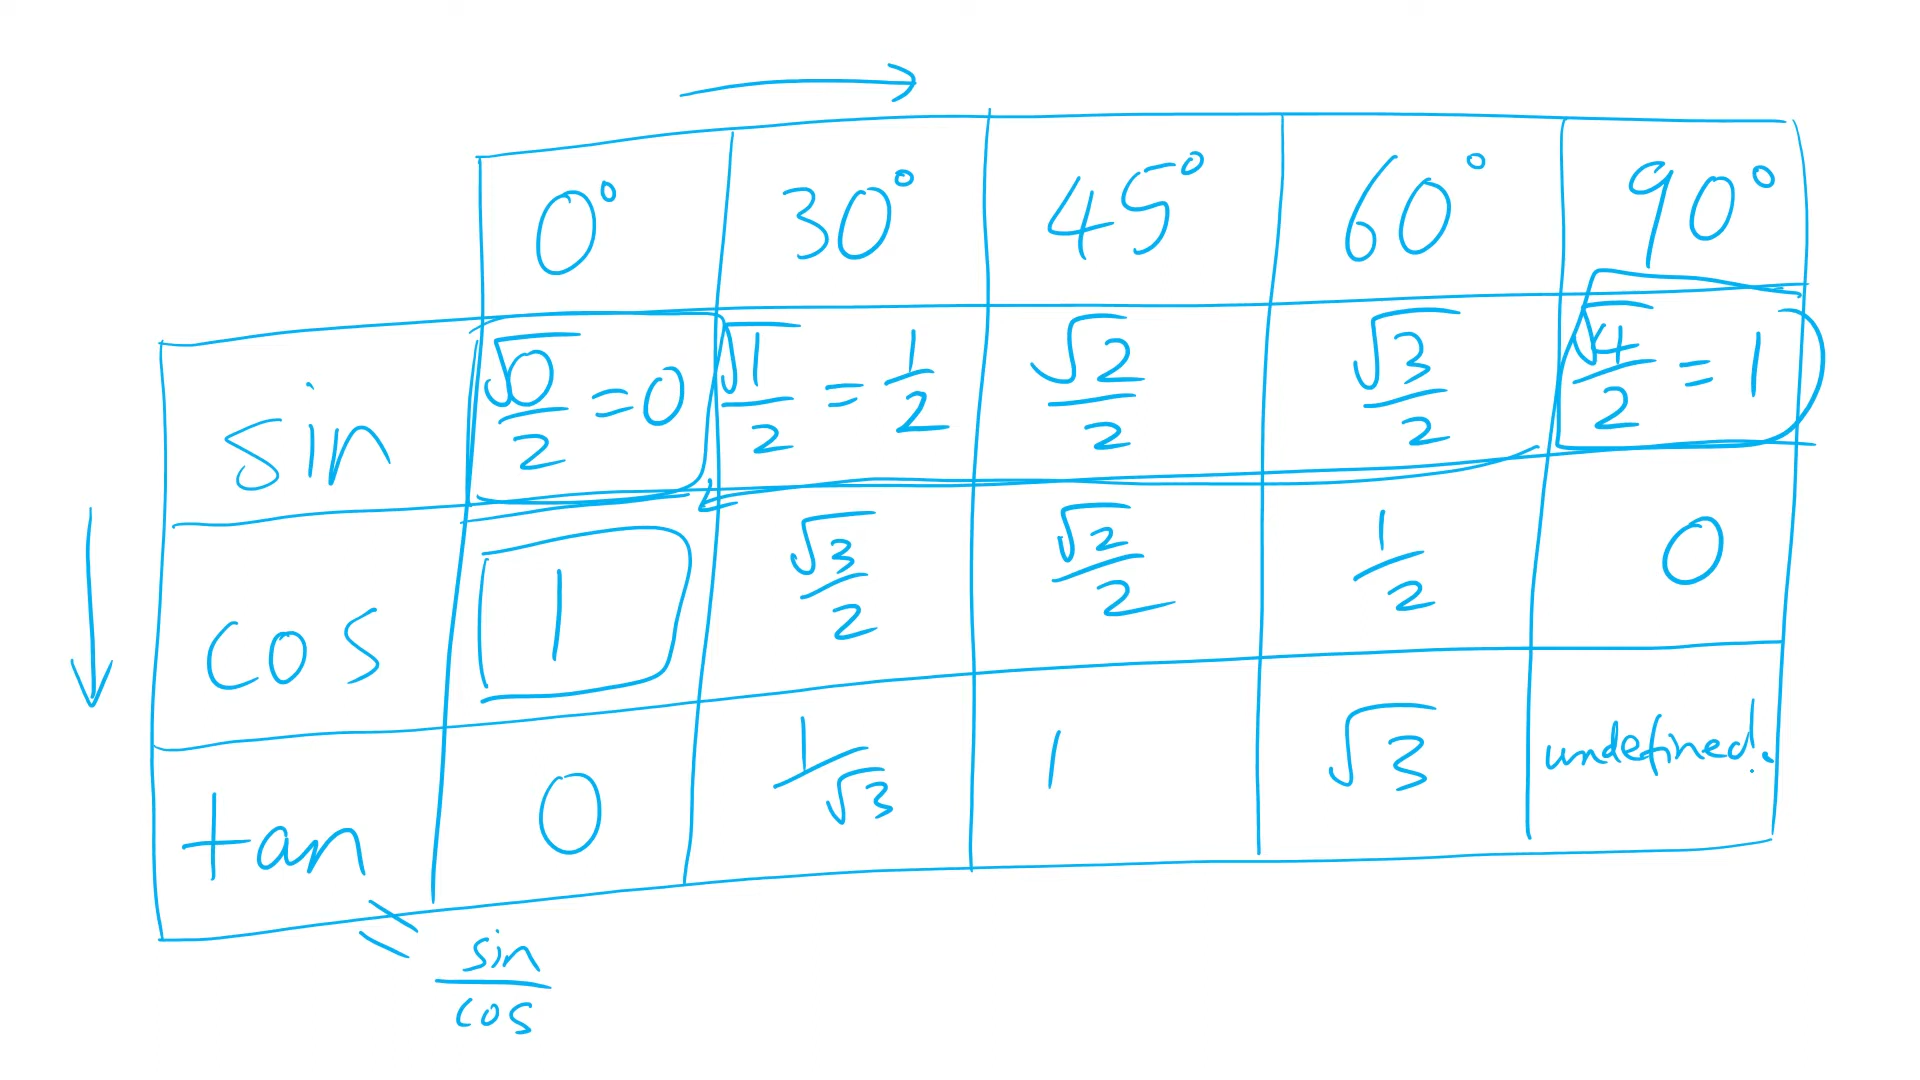 0° 30° 45° 60° 90°
sin √0/2 = 0 √1/2 = 1/2 √2/2 √3/2 √4/2 = 1
cos 1 √3/2 √2/2 1/2 0
tan 0 1/√3 1 √3 undefined.
= sin/cos